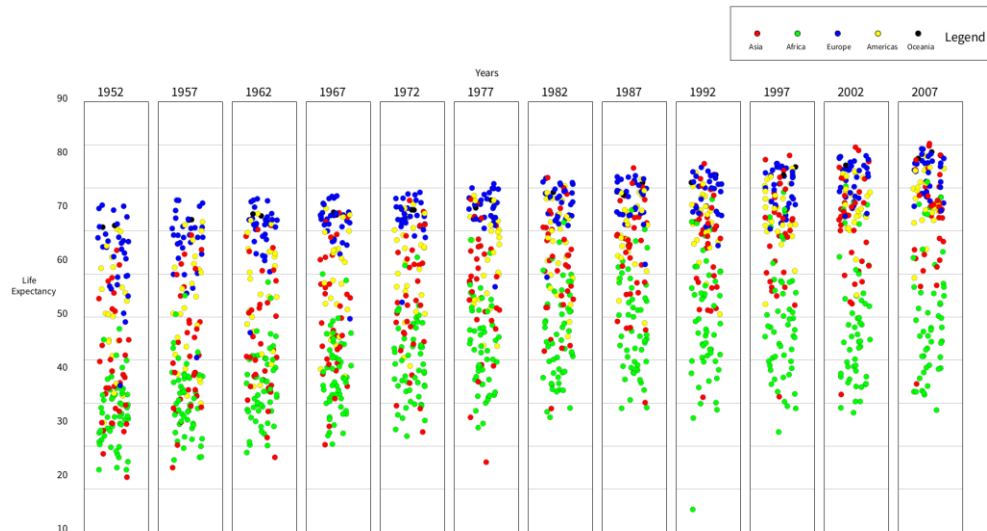 Legend
Asia Africa Europe Americas Oceania
Years
1952 1957 1962 1967 1972 1977 1982 1987 1992 1997 2002 2007
90
80
70
60
Life
Expectancy
50
40
30
20
10